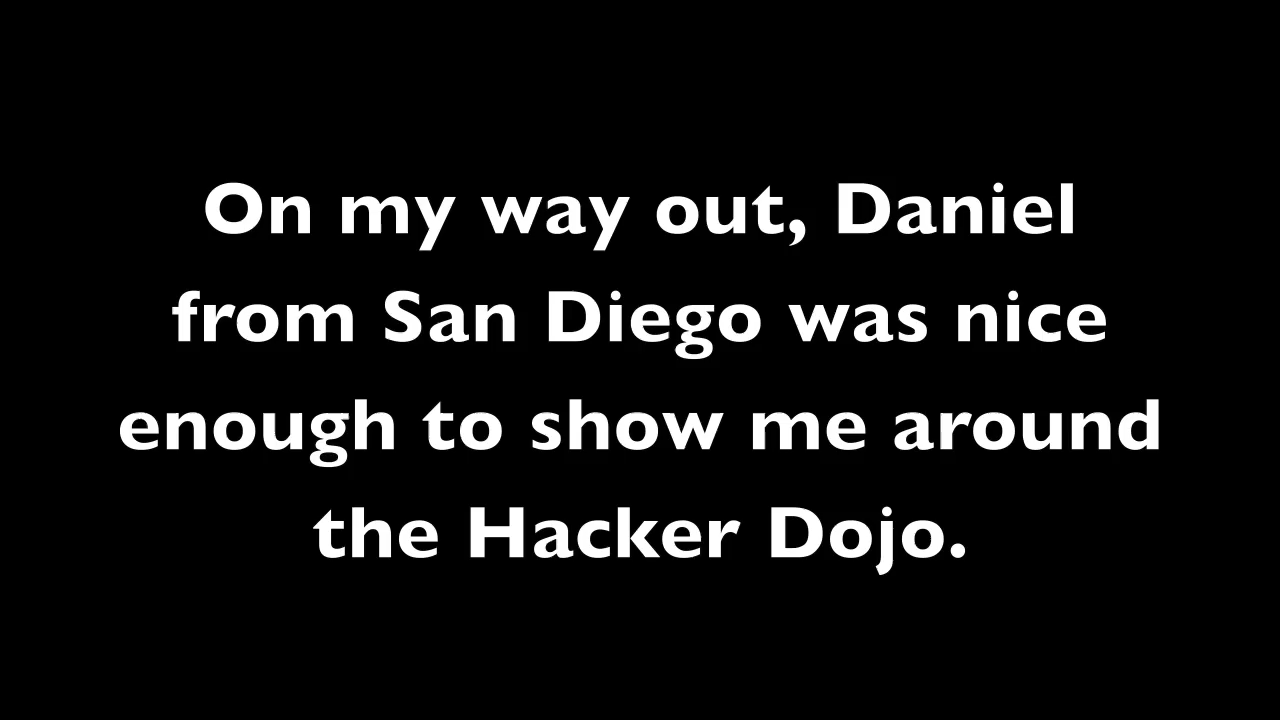 On my way out, Daniel
from San Diego was nice
enough to show me around
the Hacker Dojo.